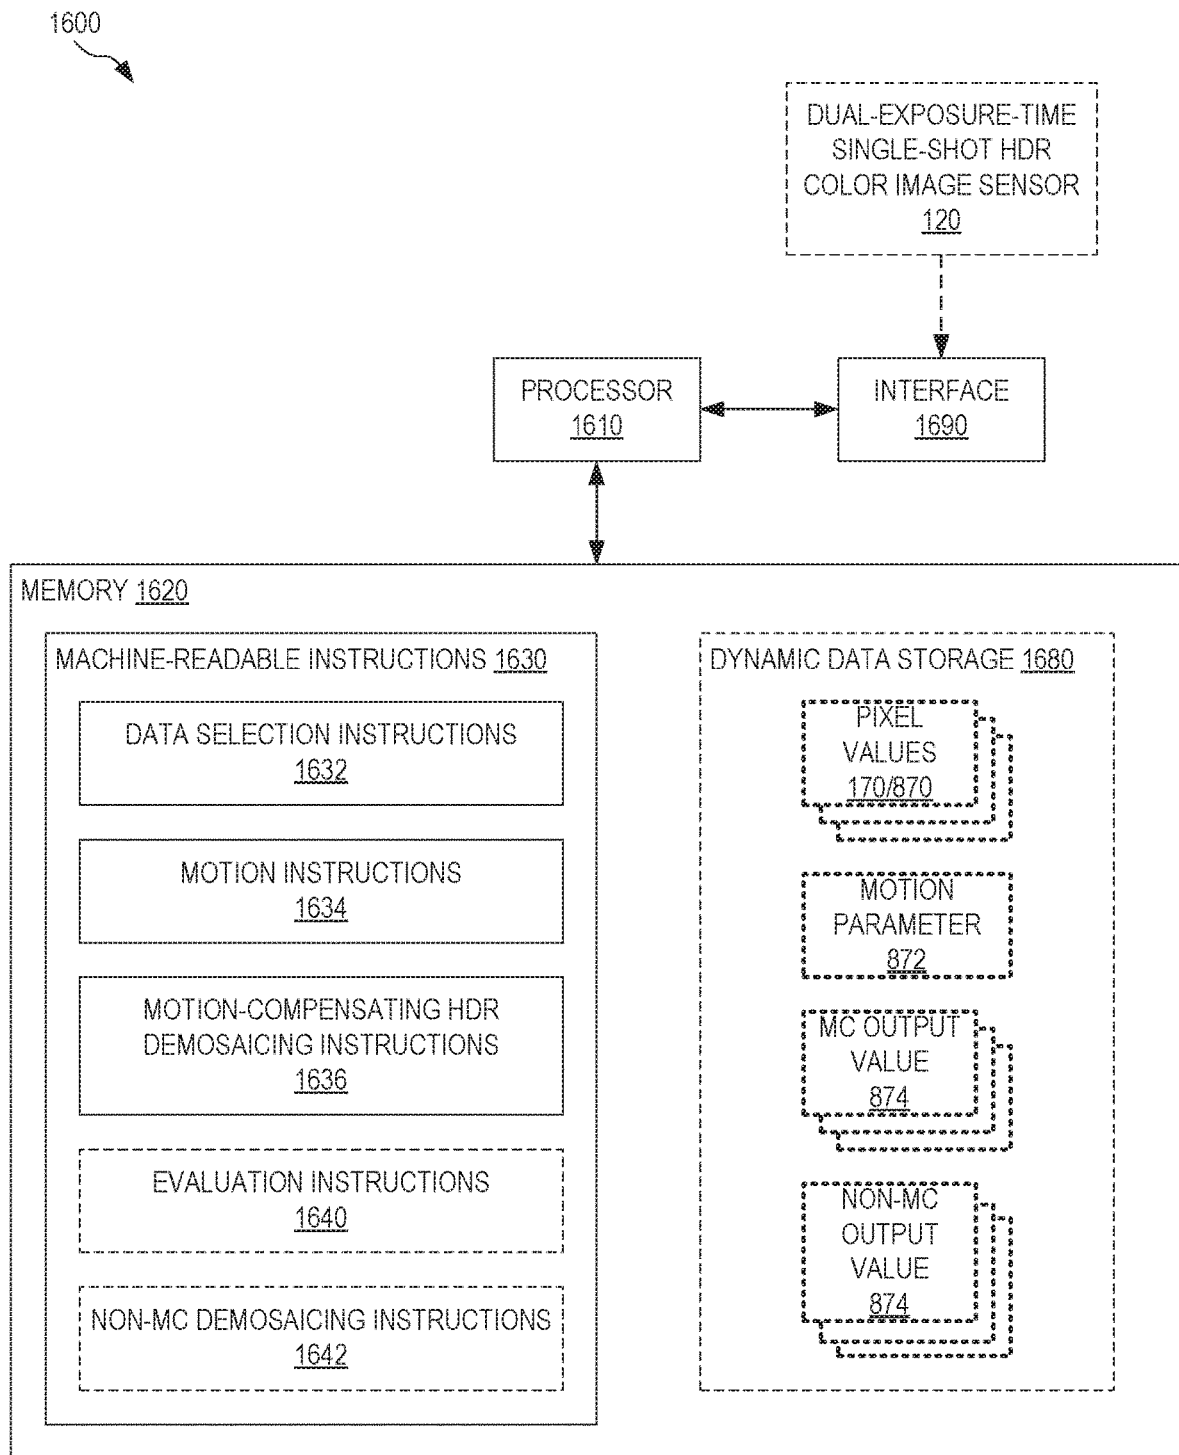 1600
DUAL-EXPOSURE-TIME
SINGLE-SHOT HDR
COLOR IMAGE SENSOR
120
PROCESSOR
1610
INTERFACE
1690
MEMORY 1620
MACHINE-READABLE INSTRUCTIONS 1630
DATA SELECTION INSTRUCTIONS
1632
MOTION INSTRUCTIONS
1634
MOTION-COMPENSATING HDR
DEMOSAICING INSTRUCTIONS
1636
EVALUATION INSTRUCTIONS
1640
NON-MC DEMOSAICING INSTRUCTIONS
1642
DYNAMIC DATA STORAGE 1680
PIXEL
VALUES
170/870
MOTION
PARAMETER
872
MC OUTPUT
VALUE
874
NON-MC
OUTPUT
VALUE
874